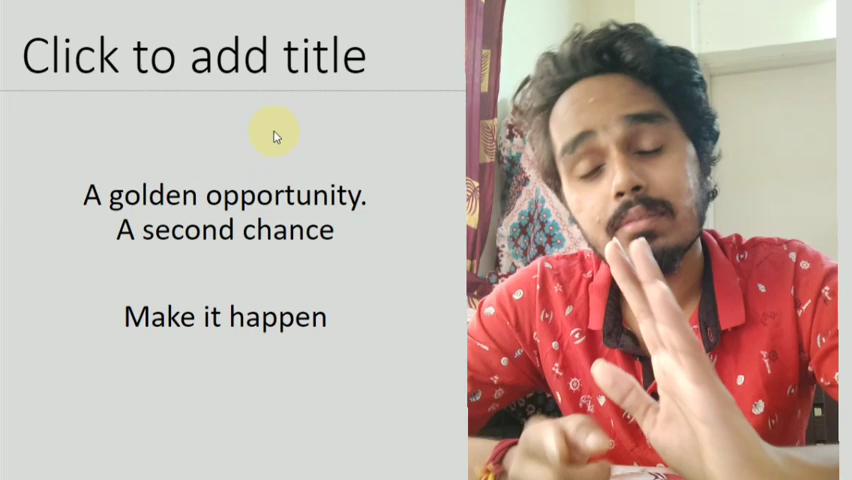 Click to add title
A golden opportunity.
A second chance
Make it happen